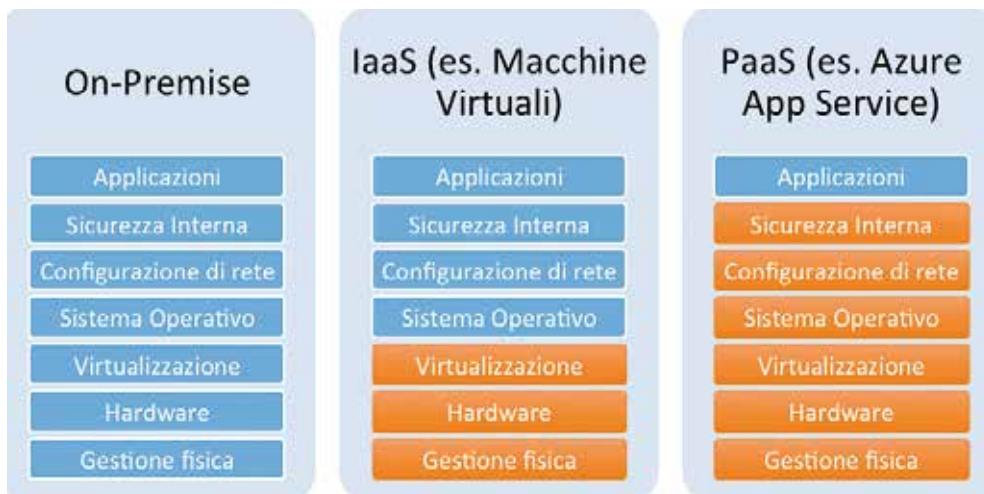 On-Premise
Applicazioni
Sicurezza Interna
Configurazione di rete
Sistema Operativo
Virtualizzazione
Hardware
Gestione fisica
IaaS (es. Macchine
Virtuali)
Applicazioni
Sicurezza Interna
Configurazione di rete
Sistema Operativo
Virtualizzazione
Hardware
Gestione fisica
PaaS (es. Azure
App Service)
Applicazioni
Sicurezza Interna
Configurazione di rete
Sistema Operativo
Virtualizzazione
Hardware
Gestione fisica